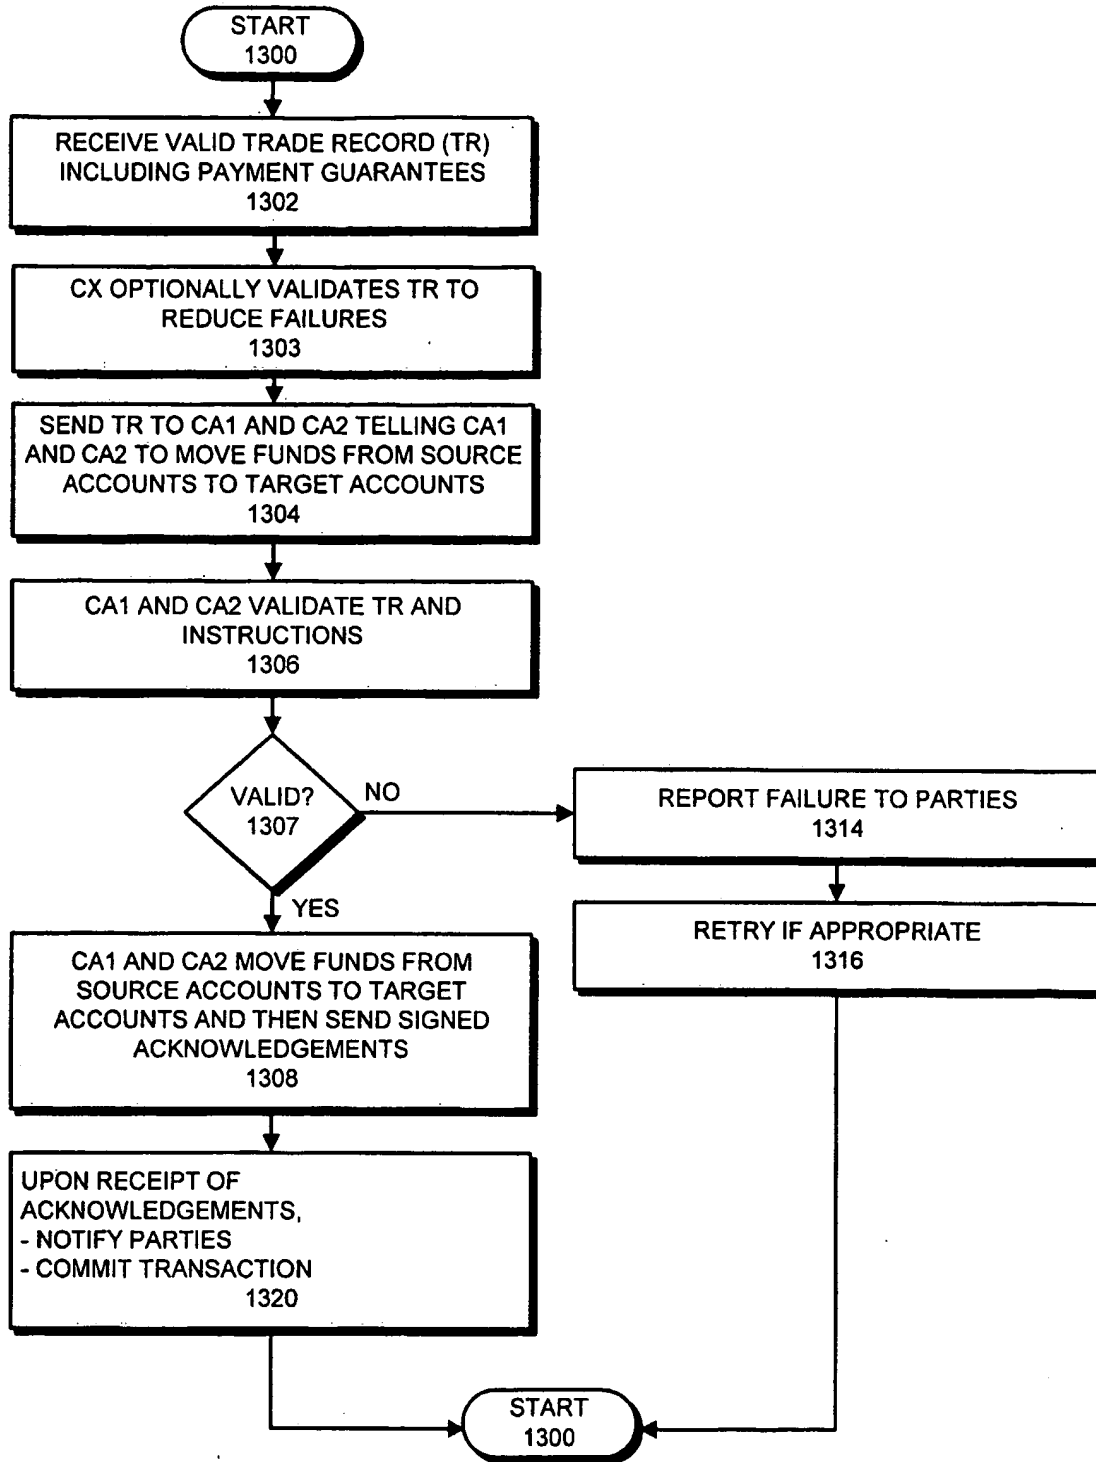 START
1300
RECEIVE VALID TRADE RECORD (TR)
INCLUDING PAYMENT GUARANTEES
1302
CX OPTIONALLY VALIDATES TR TO
REDUCE FAILURES
1303
SEND TR TO CA1 AND CA2 TELLING CA1
AND CA2 TO MOVE FUNDS FROM SOURCE
ACCOUNTS TO TARGET ACCOUNTS
1304
CA1 AND CA2 VALIDATE TR AND
INSTRUCTIONS
1306
VALID?
1307
NO
REPORT FAILURE TO PARTIES
1314
RETRY IF APPROPRIATE
1316
YES
CA1 AND CA2 MOVE FUNDS FROM
SOURCE ACCOUNTS TO TARGET
ACCOUNTS AND THEN SEND SIGNED
ACKNOWLEDGEMENTS
1308
UPON RECEIPT OF
ACKNOWLEDGEMENTS,
- NOTIFY PARTIES
- COMMIT TRANSACTION
1320
START
1300